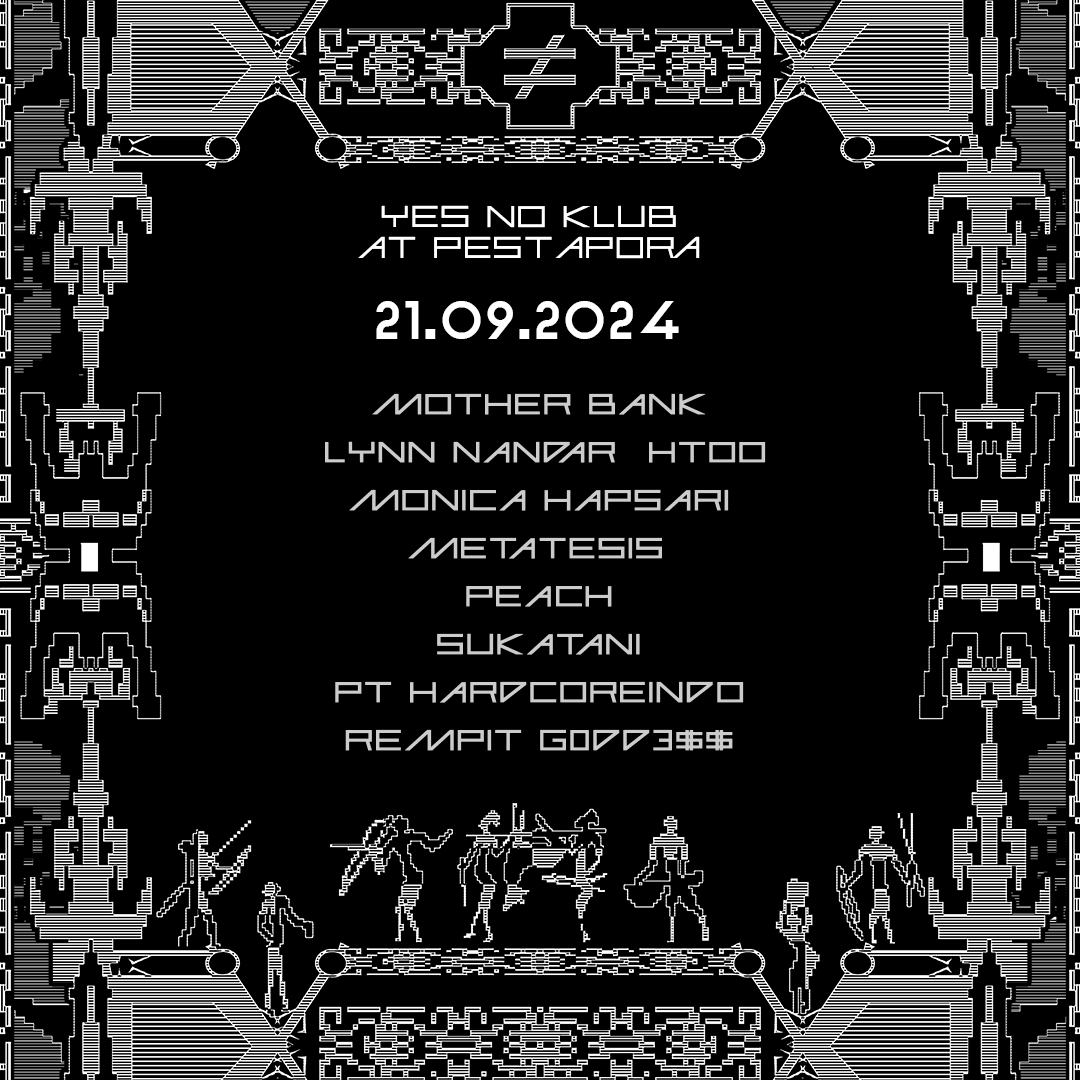 YES NO KLUB
AT PESTAPORA
21.09.2024
MOTHER BANK
LYNN NANDAR HTOO
MONICA HAPSARI
METATESIS
PEACH
SUKATANI
PT HARDCOREINDO
REMPIT GODD3$$